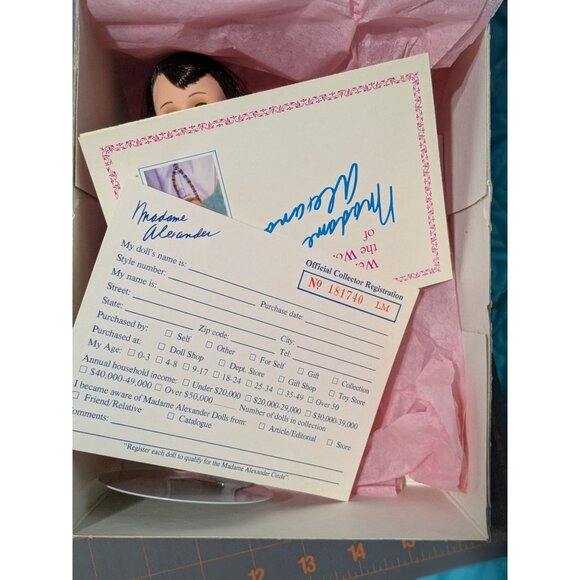 madame
alexander
We
the Wo
of
Madame
Alexander
Official Collector Registration
No 181740 LM
My doll's name is:
Style number:
Purchase date:
My name is:
Street:
City:
State: Zip code: Tel:
Purchased by: Self Other For Self Gift Collection
Purchased at: Doll Shop Dept. Store Gift Shop Toy Store
My Age: 0-3 4-8 9-17 18-24 25-34 35-49 Over 50
Annual household income: Under $20,000 $20,000-29,000 $30,000-39,000
$40,000-49,000 Over $50,000 Number of dolls in collection
I became aware of Madame Alexander Dolls from: Article/Editorial Store
Friend/Relative Catalogue
Comments:
"Register each doll to qualify for the Madame Alexander Circle".
12 13 14 15